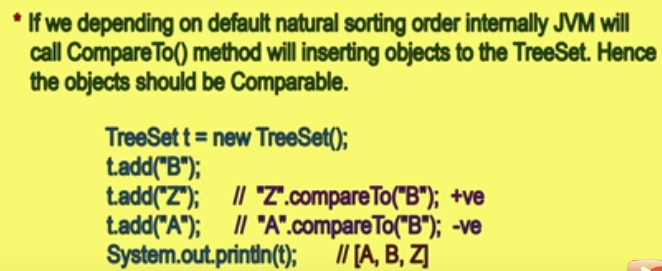 * If we depending on default natural sorting order internally JVM will
call CompareTo() method will inserting objects to the TreeSet. Hence
the objects should be Comparable.
TreeSet t = new TreeSet();
t.add("B");
t.add("Z"); // "Z".compareTo("B"); +ve
t.add("A"); // "A".compareTo("B"); -ve
System.out.println(t); // [A, B, Z]